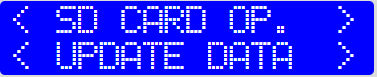 < SD CARD OP. >
< UPDATE DATA >